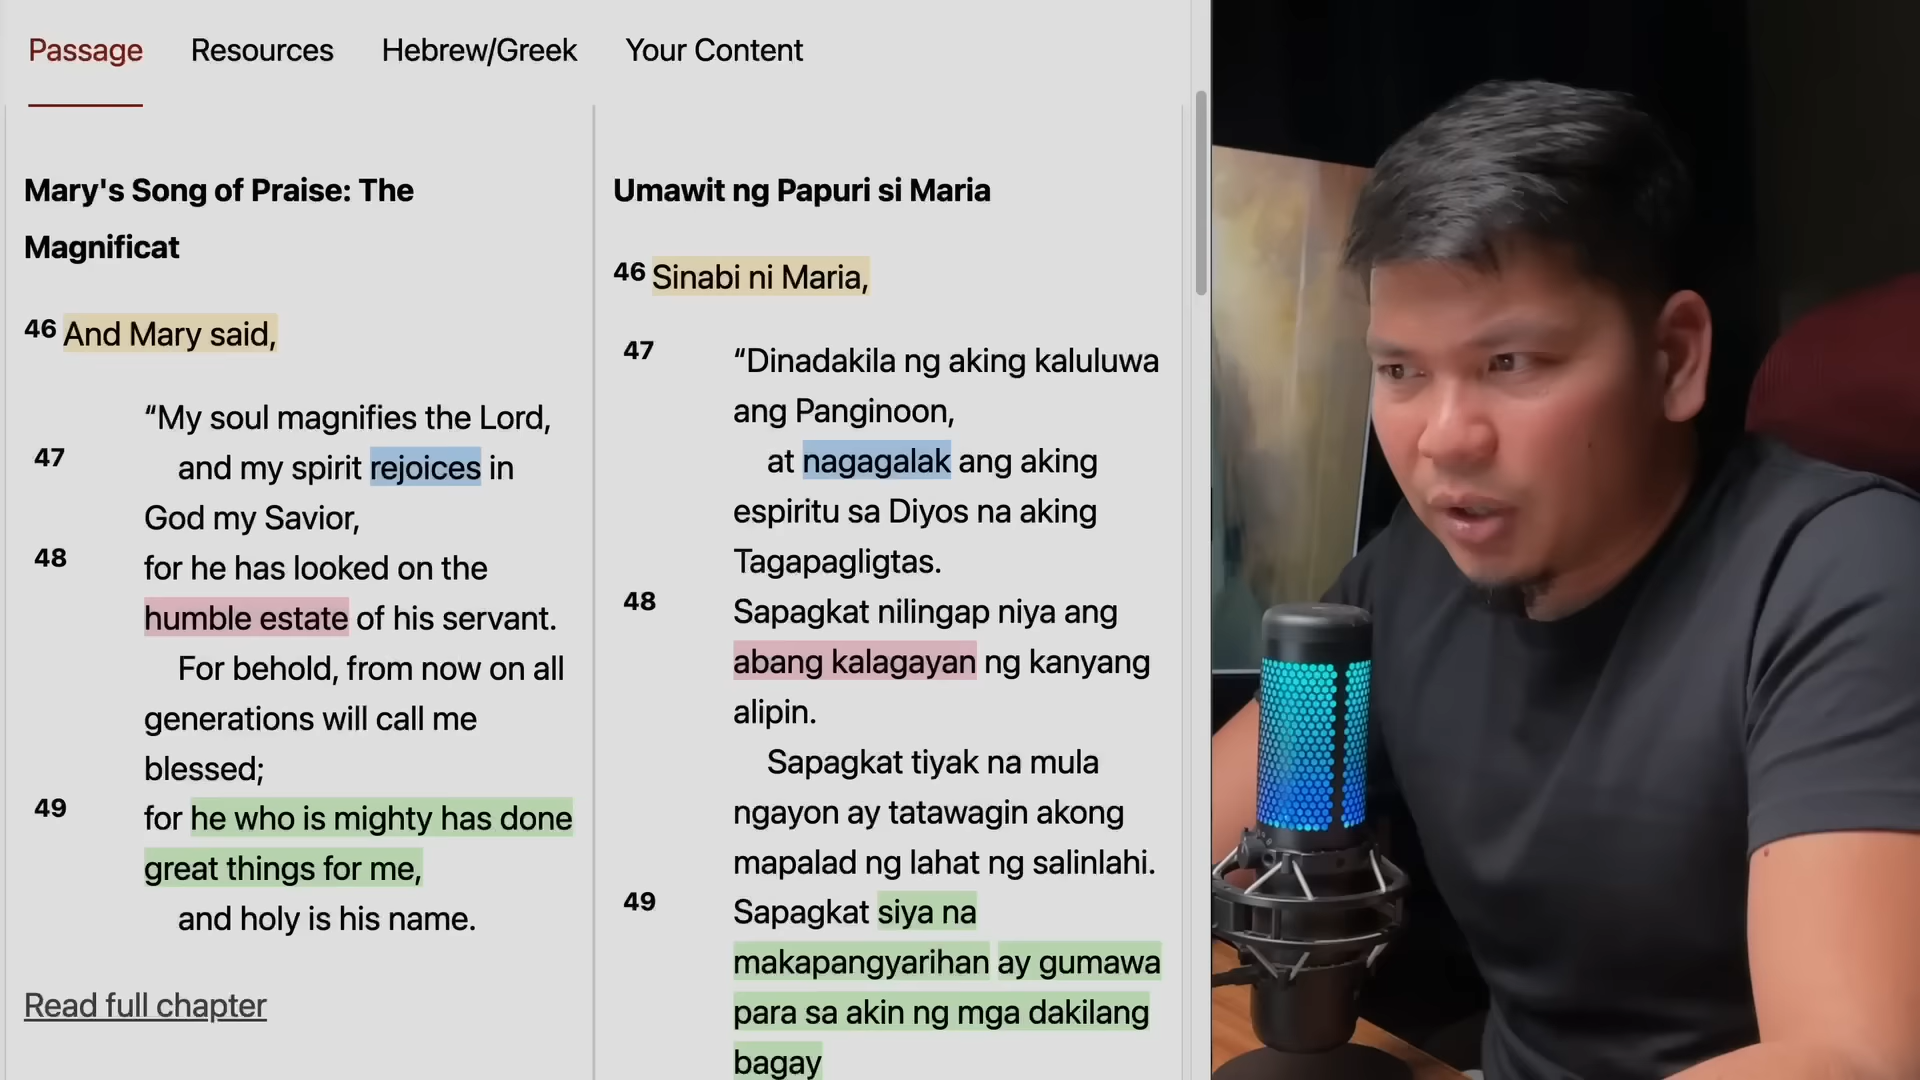 Passage Resources Hebrew/Greek Your Content
Mary's Song of Praise: The
Magnificat
46 And Mary said,
“My soul magnifies the Lord,
47 and my spirit rejoices in
God my Savior,
48 for he has looked on the
humble estate of his servant.
For behold, from now on all
generations will call me
blessed;
49 for he who is mighty has done
great things for me,
and holy is his name.
Read full chapter
Umawit ng Papuri si Maria
46 Sinabi ni Maria,
47 “Dinadakila ng aking kaluluwa
ang Panginoon,
at nagagalak ang aking
espiritu sa Diyos na aking
Tagapagligtas.
48 Sapagkat nilingap niya ang
abang kalagayan ng kanyang
alipin.
Sapagkat tiyak na mula
ngayon ay tatawagin akong
mapalad ng lahat ng salinlahi.
49 Sapagkat siya na
makapangyarihan ay gumawa
para sa akin ng mga dakilang
bagay